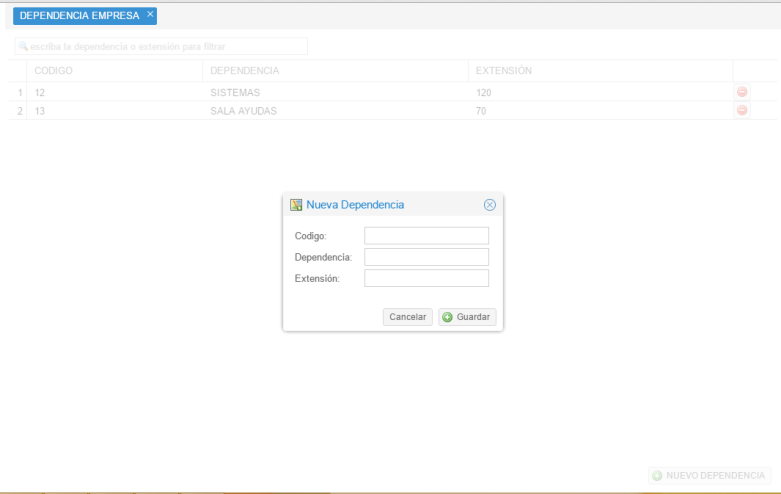 DEPENDENCIA EMPRESA ×
escriba la dependencia o extensión para filtrar
CODIGO DEPENDENCIA EXTENSIÓN
1 12 SISTEMAS 120
2 13 SALA AYUDAS 70
Nueva Dependencia
Codigo:
Dependencia:
Extensión:
Cancelar Guardar
NUEVO DEPENDENCIA